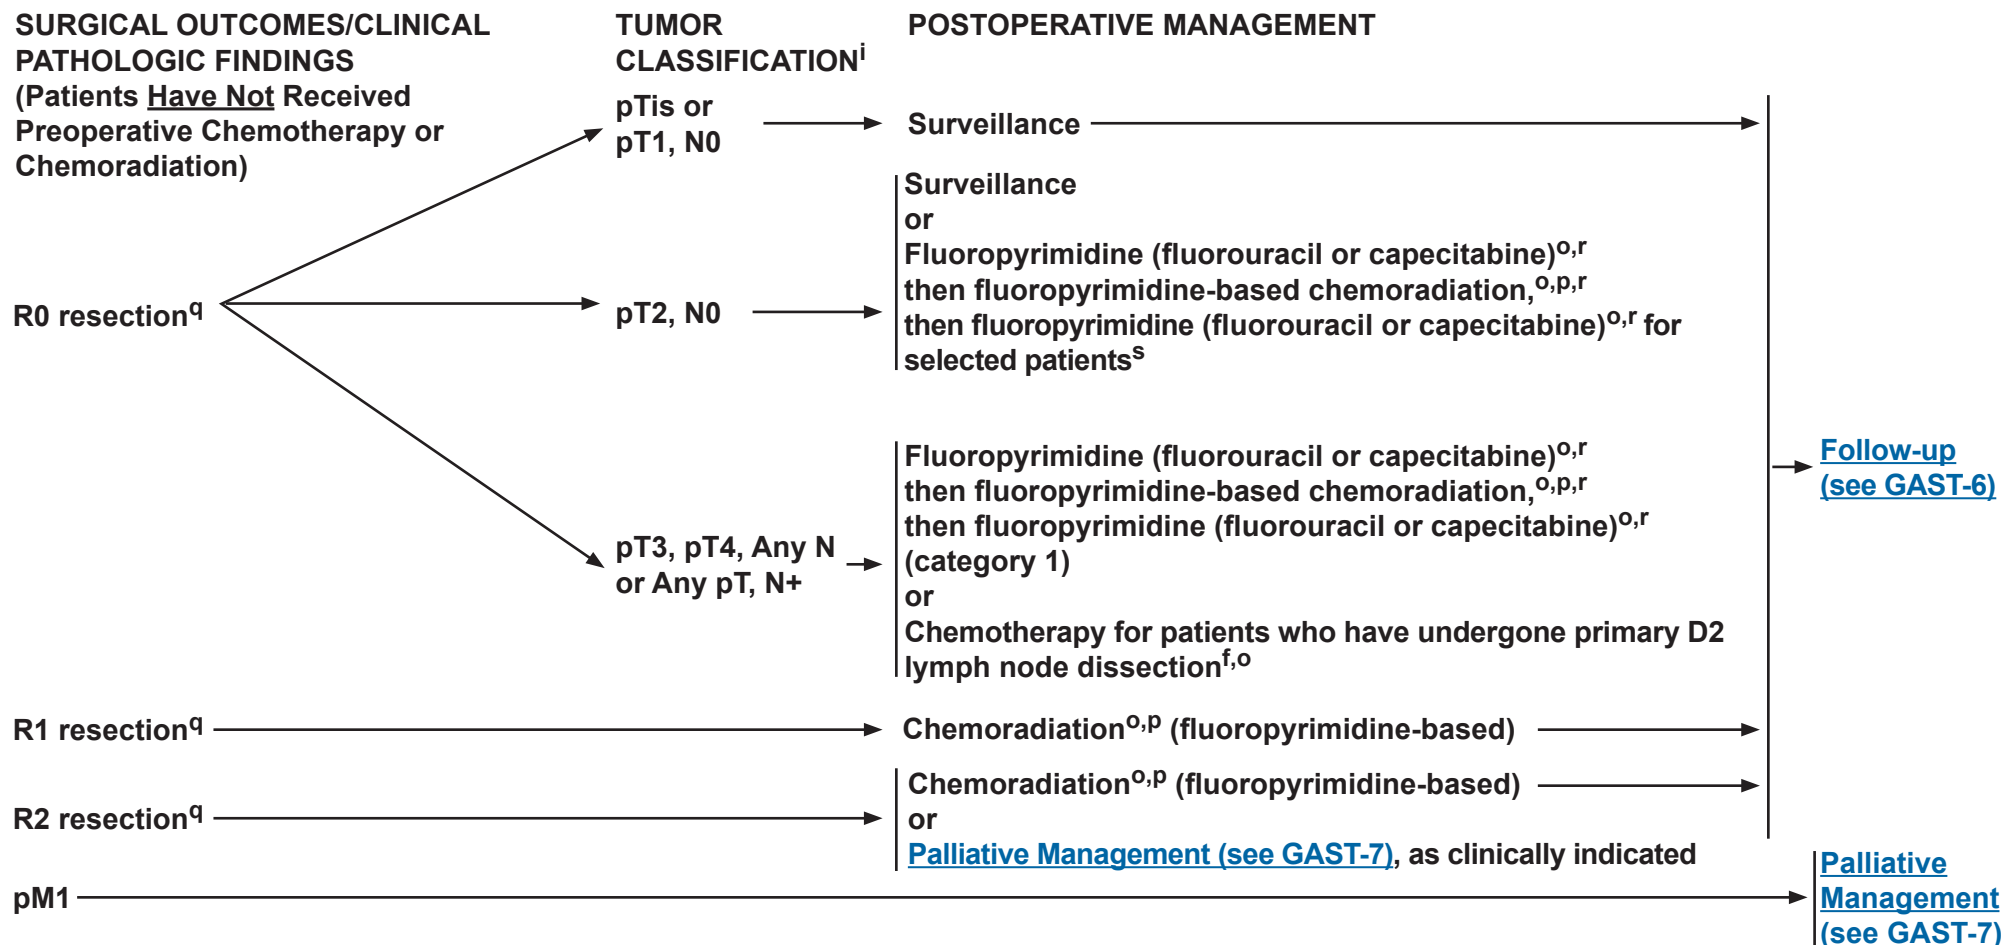 SURGICAL OUTCOMES/CLINICAL
PATHOLOGIC FINDINGS
(Patients Have Not Received
Preoperative Chemotherapy or
Chemoradiation)
TUMOR
CLASSIFICATIONi
POSTOPERATIVE MANAGEMENT
R0 resectionq
pTis or
pT1, N0
Surveillance
pT2, N0
Surveillance
or
Fluoropyrimidine (fluorouracil or capecitabine)o,r
then fluoropyrimidine-based chemoradiation,o,p,r
then fluoropyrimidine (fluorouracil or capecitabine)o,r for
selected patientss
pT3, pT4, Any N
or Any pT, N+
Fluoropyrimidine (fluorouracil or capecitabine)o,r
then fluoropyrimidine-based chemoradiation,o,p,r
then fluoropyrimidine (fluorouracil or capecitabine)o,r
(category 1)
or
Chemotherapy for patients who have undergone primary D2
lymph node dissectionf,o
Follow-up
(see GAST-6)
R1 resectionq
Chemoradiationo,p (fluoropyrimidine-based)
R2 resectionq
Chemoradiationo,p (fluoropyrimidine-based)
or
Palliative Management (see GAST-7), as clinically indicated
pM1
Palliative
Management
(see GAST-7)